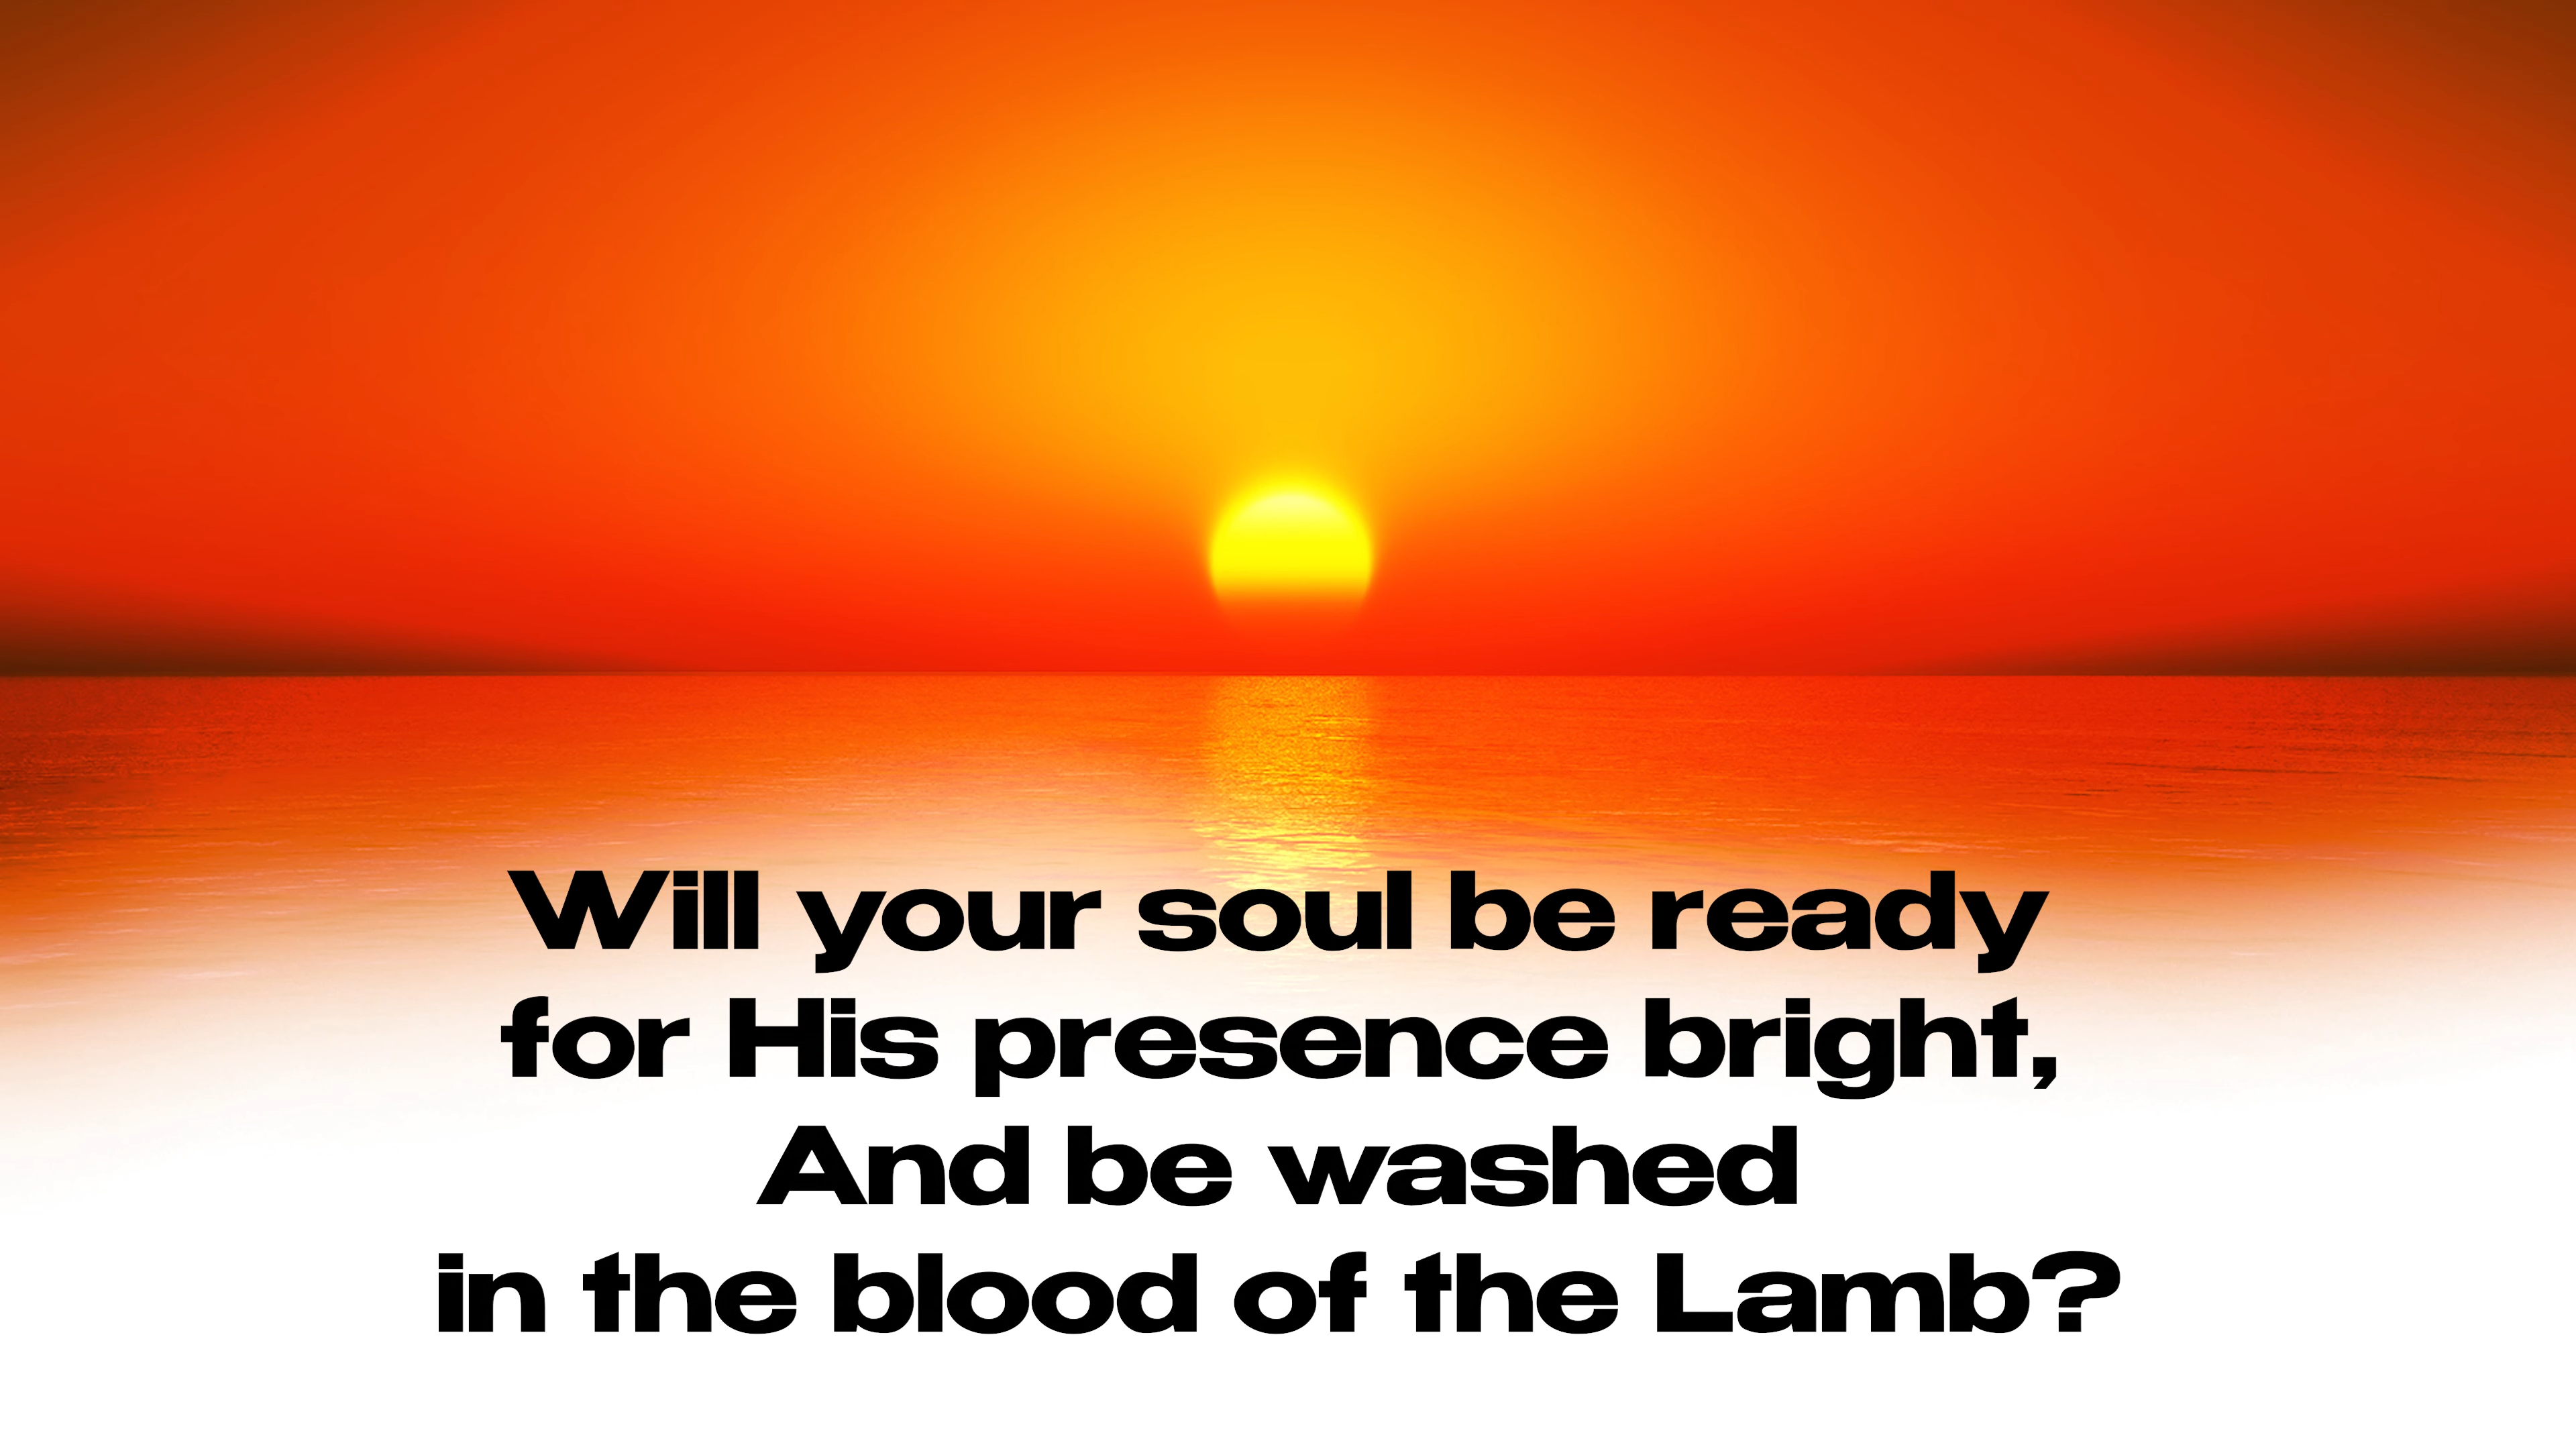 Will your soul be ready
for His presence bright,
And be washed
in the blood of the Lamb?